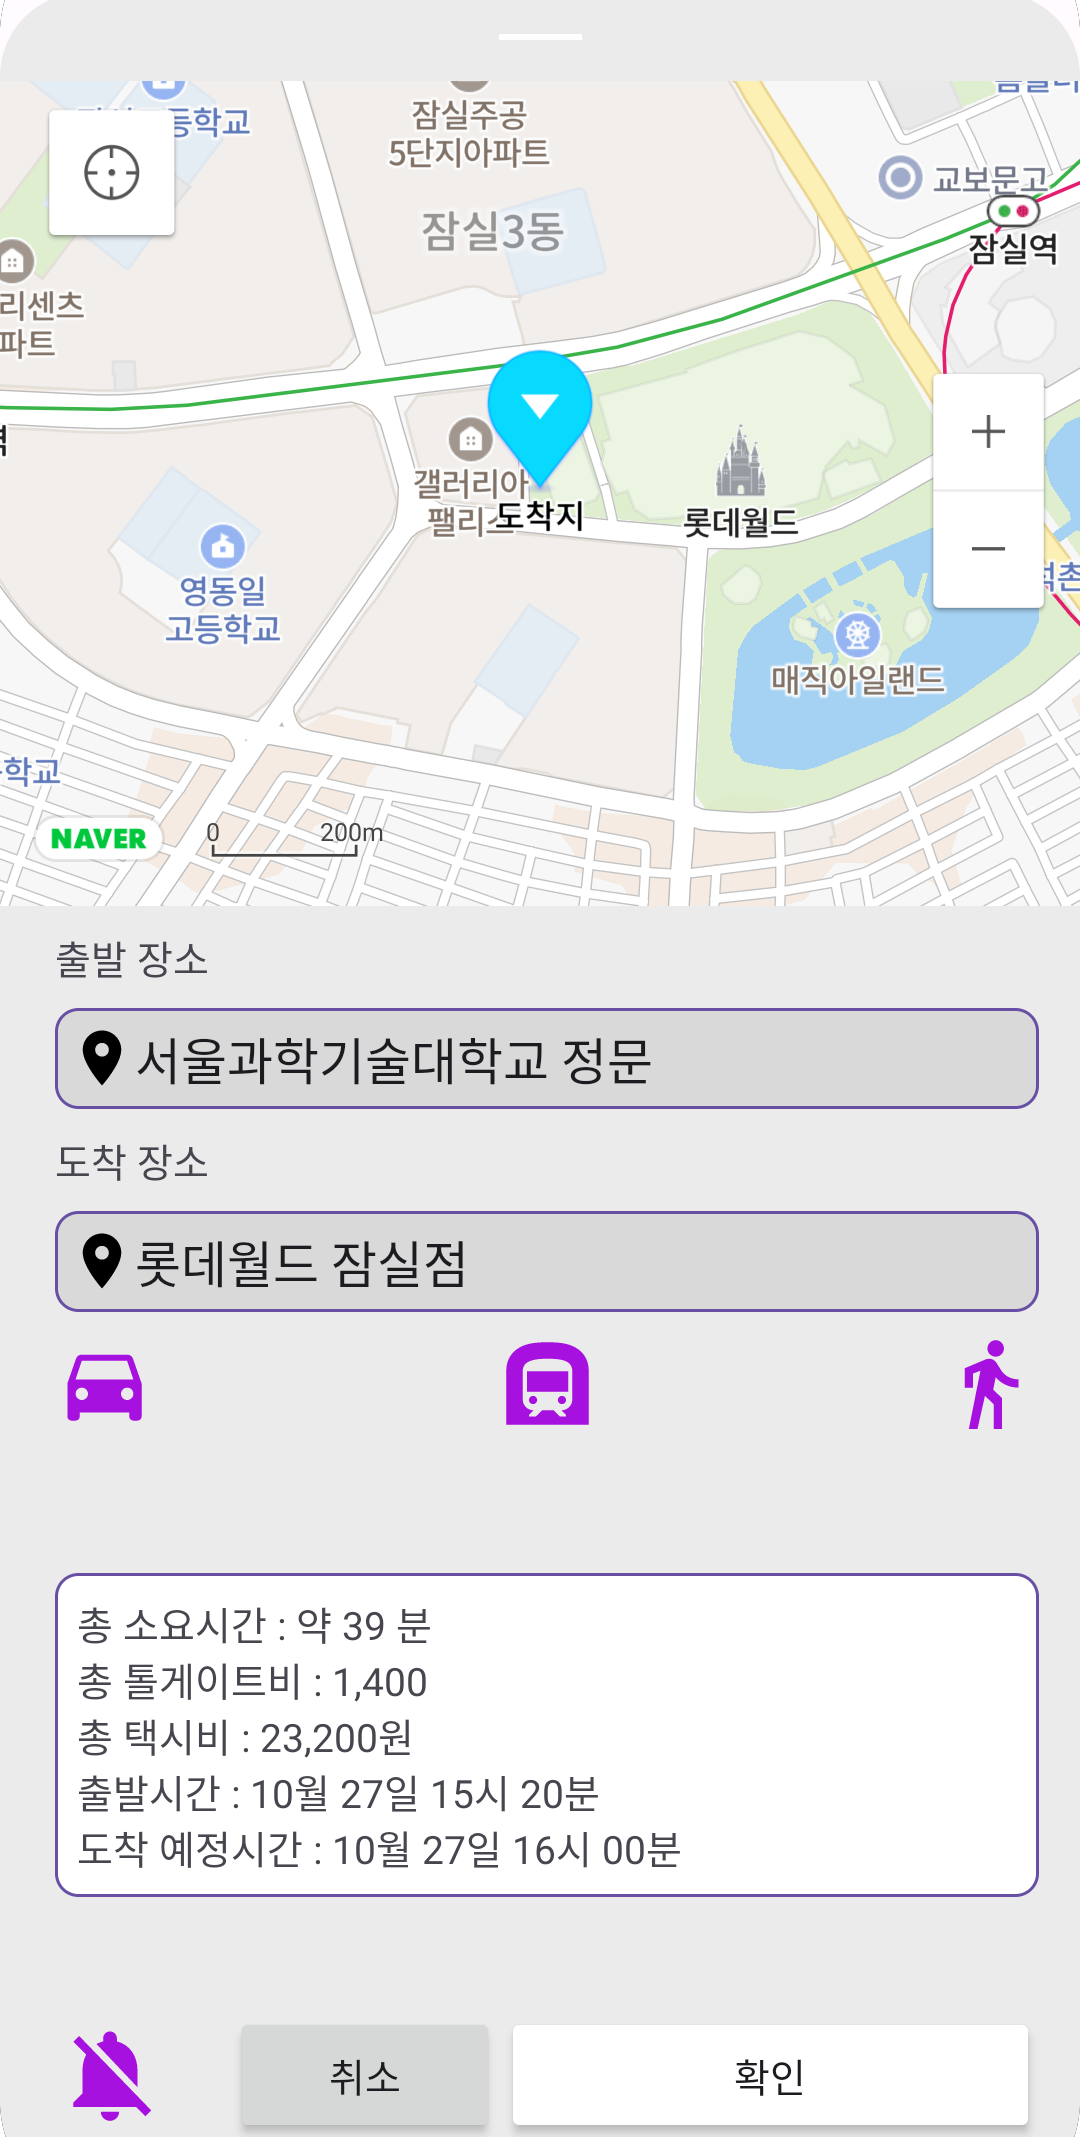 등학교
잠실주공
5단지아파트
교보문고
잠실3동
잠실역
리센츠
파트
갤러리아
팰리스
도착지
롯데월드
영동일
고등학교
매직아일랜드
학교
NAVER
0 200m
출발 장소
서울과학기술대학교 정문
도착 장소
롯데월드 잠실점
총 소요시간 : 약 39 분
총 톨게이트비 : 1,400
총 택시비 : 23,200원
출발시간 : 10월 27일 15시 20분
도착 예정시간 : 10월 27일 16시 00분
취소
확인